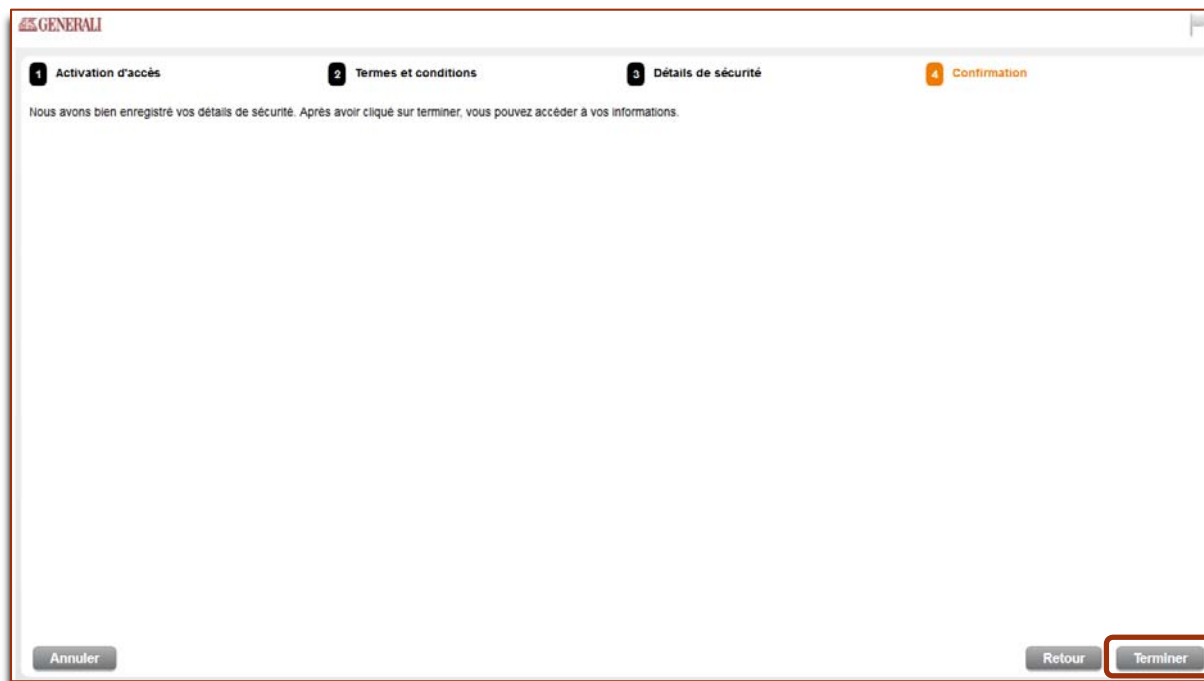 GENERALI
1 Activation d'accès 2 Termes et conditions 3 Détails de sécurité 4 Confirmation
Nous avons bien enregistré vos détails de sécurité. Après avoir cliqué sur terminer, vous pouvez accéder à vos informations.
Annuler Retour Terminer